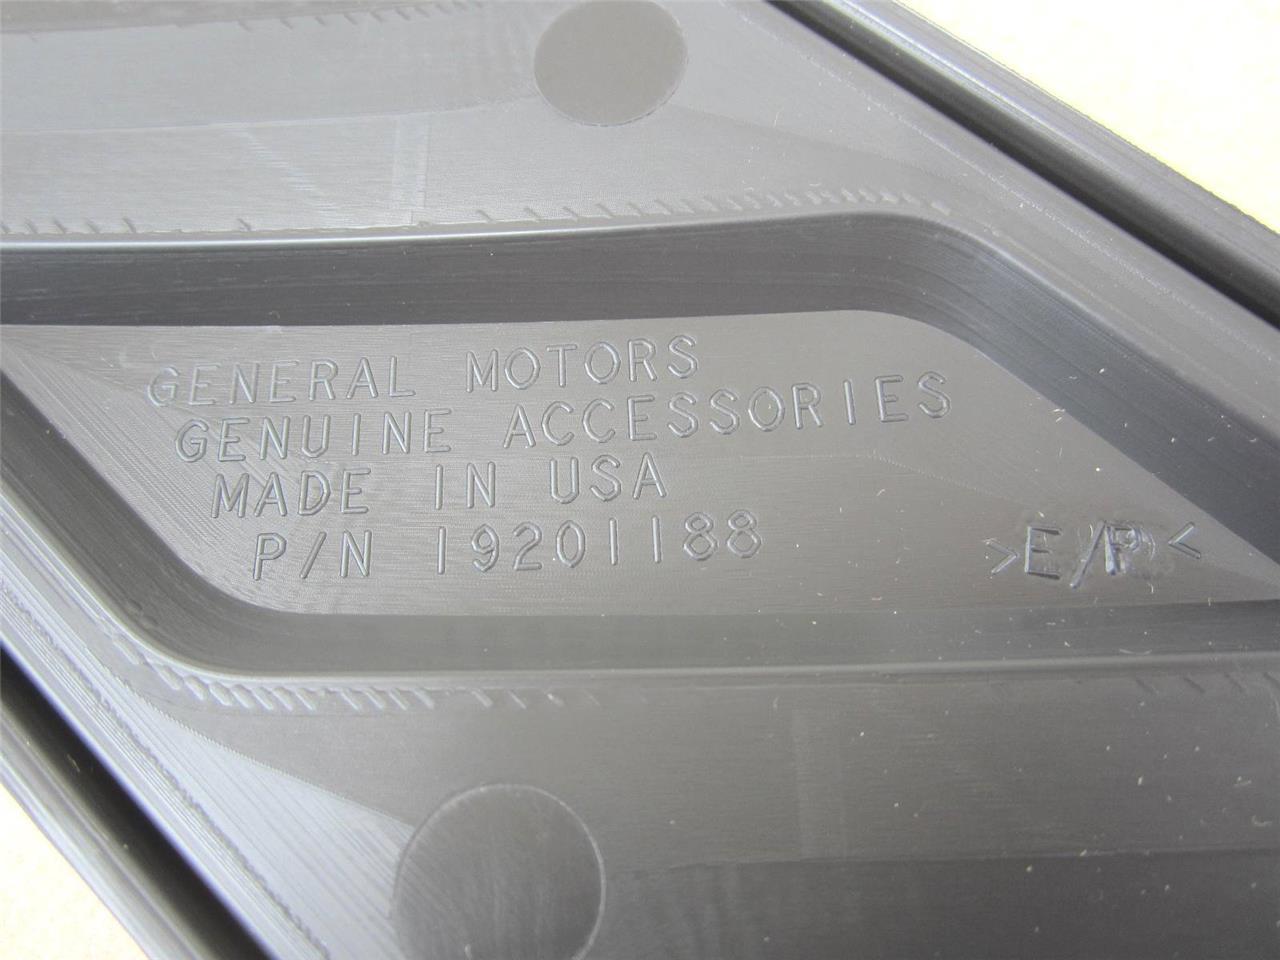 GENERAL MOTORS
GENUINE ACCESSORIES
MADE IN USA
P/N 19201188
>E/P<